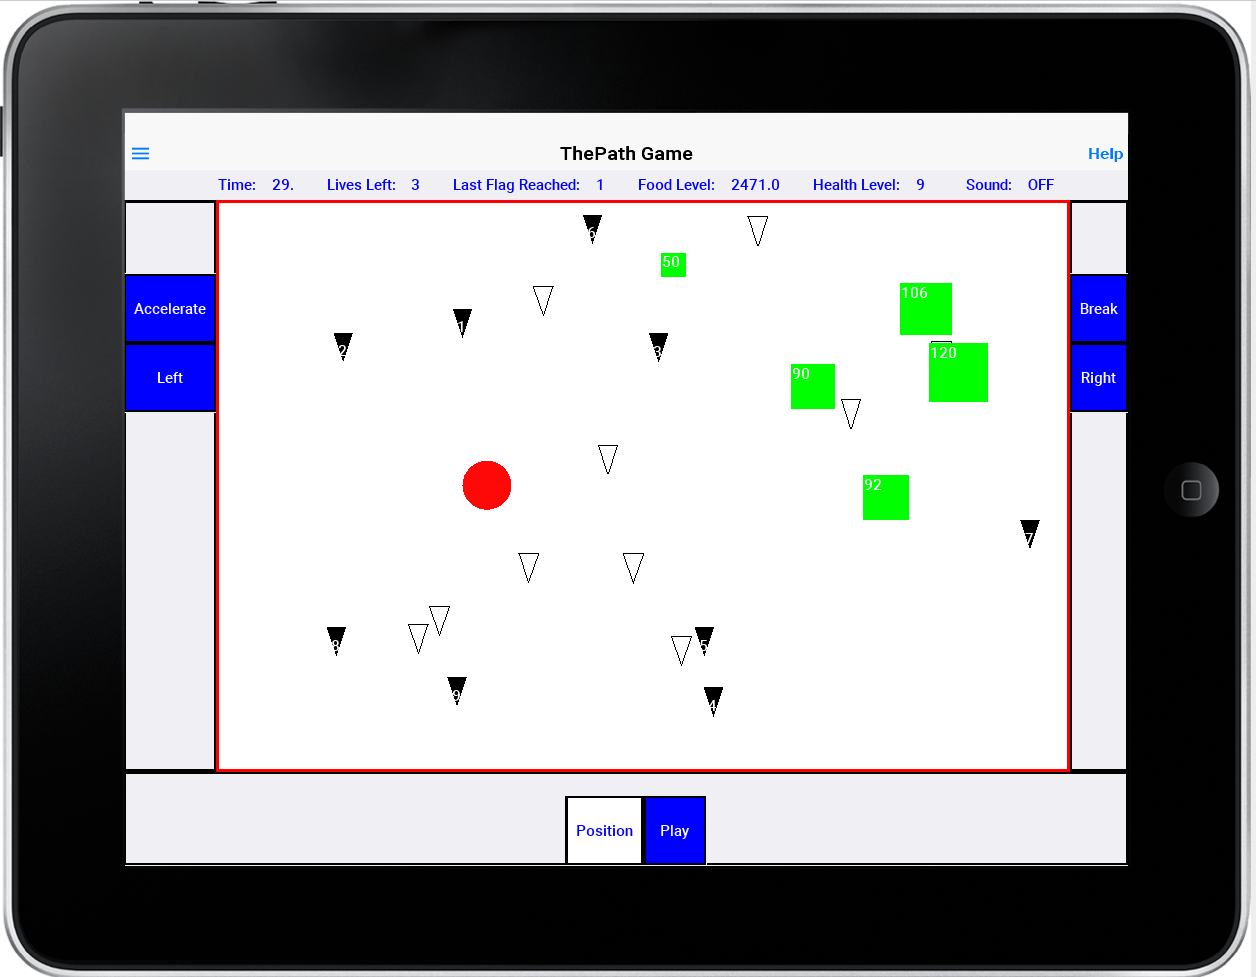 ThePath Game
Help
Time: 29. Lives Left: 3 Last Flag Reached: 1 Food Level: 2471.0 Health Level: 9 Sound: OFF
6
50
106
1
2
3
120
90
Accelerate
Break
Left
Right
92
7
8
5
9
4
Position
Play